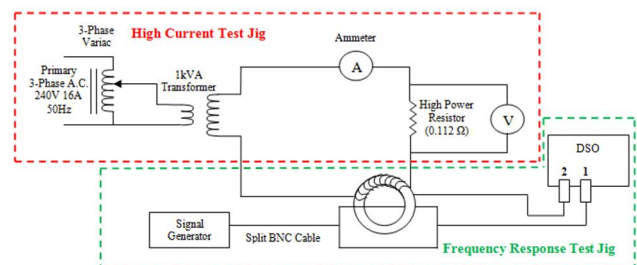 3-Phase
Variac
High Current Test Jig
Ammeter
Primary
3-Phase A.C.
240V 16A
50Hz
1kVA
Transformer
A
High Power
Resistor
(0.112 Ω)
V
DSO
2 1
Signal
Generator
Split BNC Cable
Frequency Response Test Jig